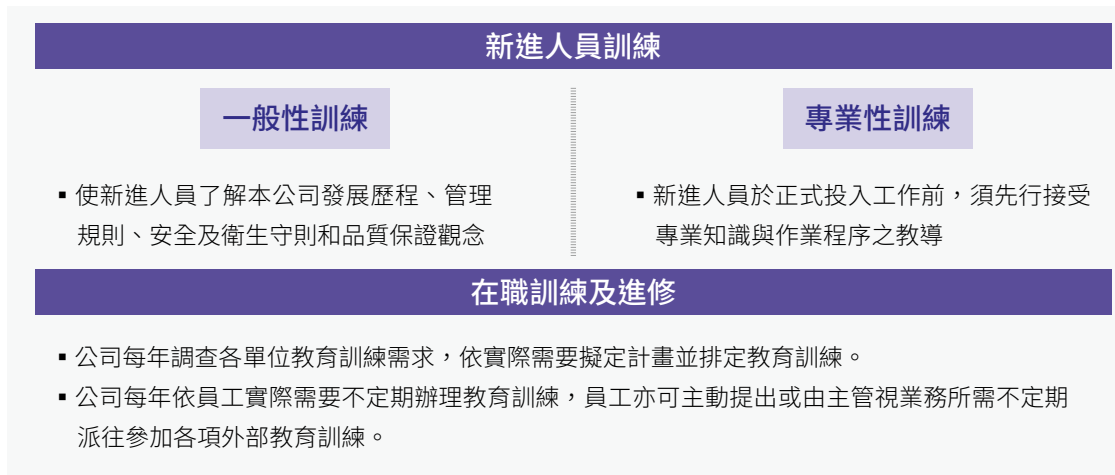 新進人員訓練
一般性訓練
▪ 使新進人員了解本公司發展歷程、管理
規則、安全及衛生守則和品質保證觀念
專業性訓練
▪ 新進人員於正式投入工作前，須先行接受
專業知識與作業程序之教導
在職訓練及進修
▪ 公司每年調查各單位教育訓練需求，依實際需要擬定計畫並排定教育訓練。
▪ 公司每年依員工實際需要不定期辦理教育訓練，員工亦可主動提出或由主管視業務所需不定期
派往參加各項外部教育訓練。